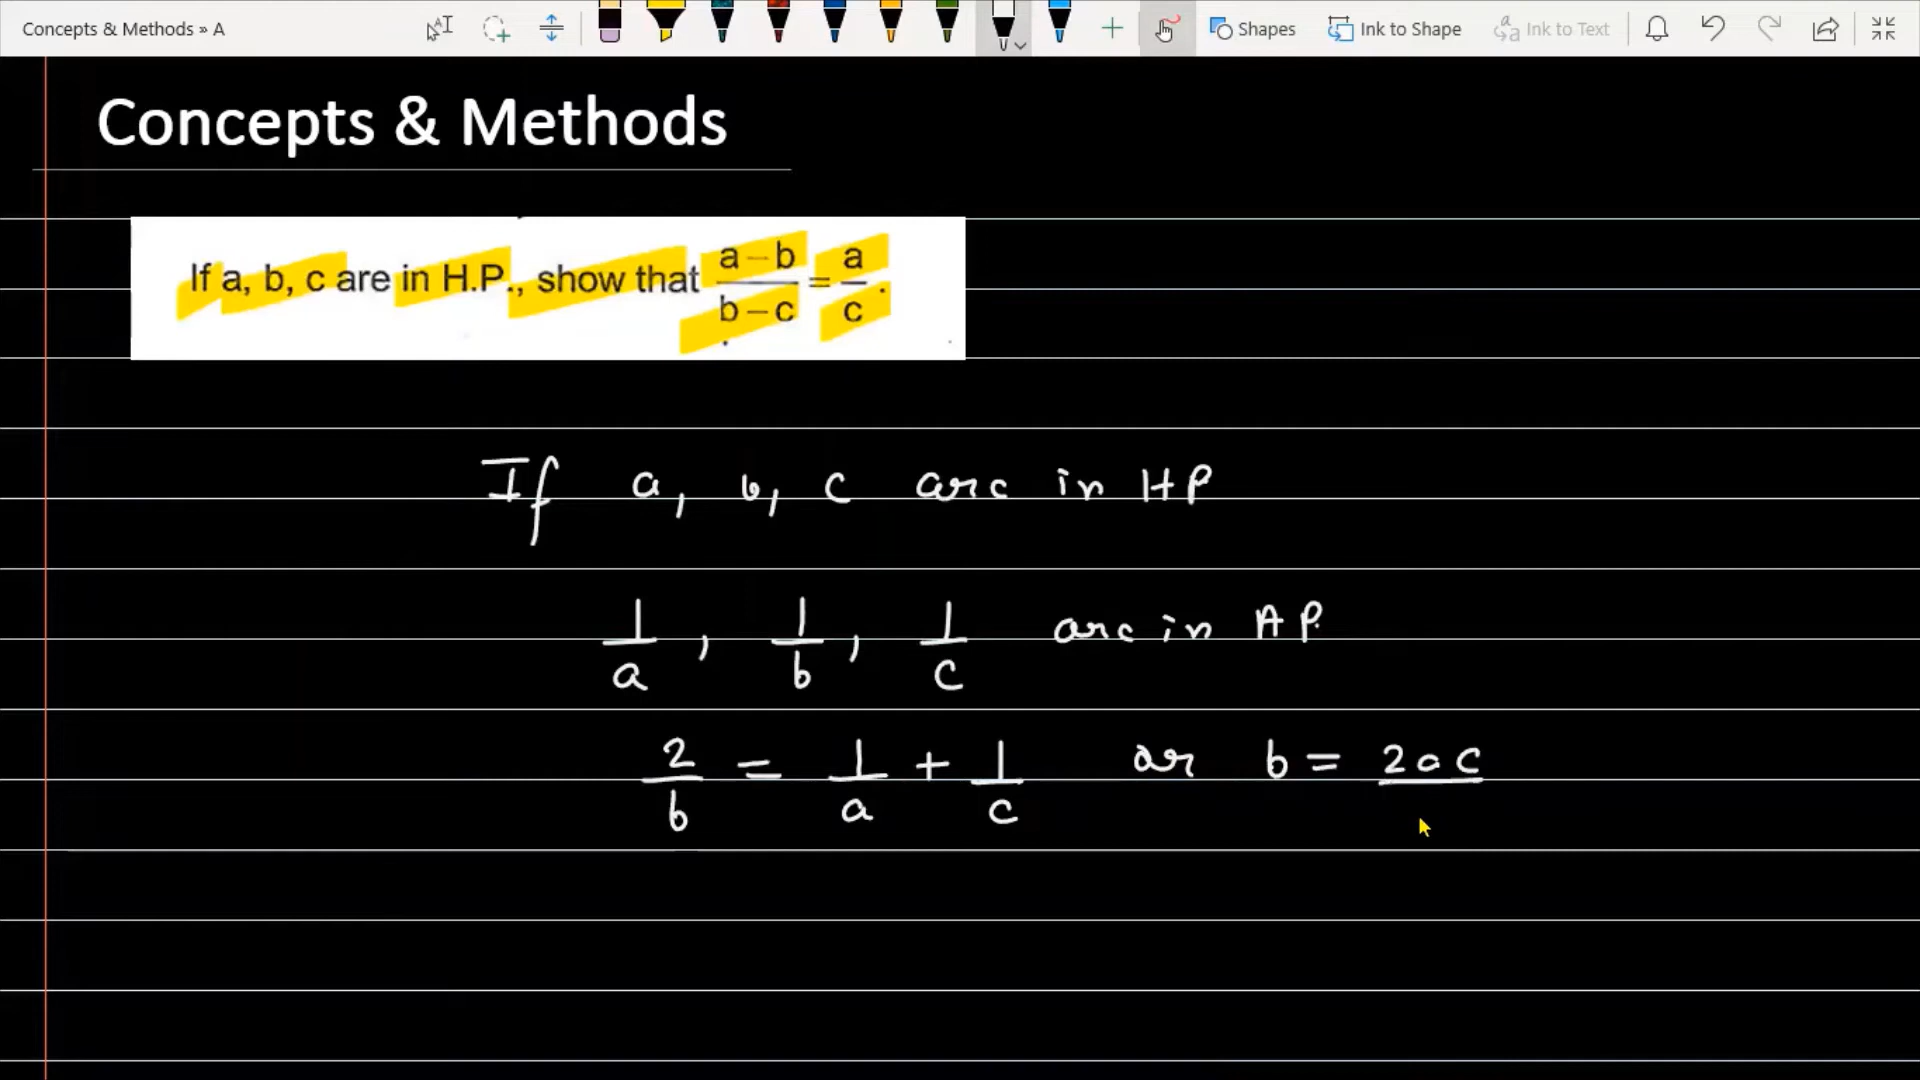 Concepts & Methods » A
Shapes Ink to Shape Ink to Text
Concepts & Methods
If a, b, c are in H.P., show that (a – b)/(b – c) = a/c .
If a, b, c are in HP
1/a , 1/b , 1/c are in AP.
2/b = 1/a + 1/c or b = 2ac